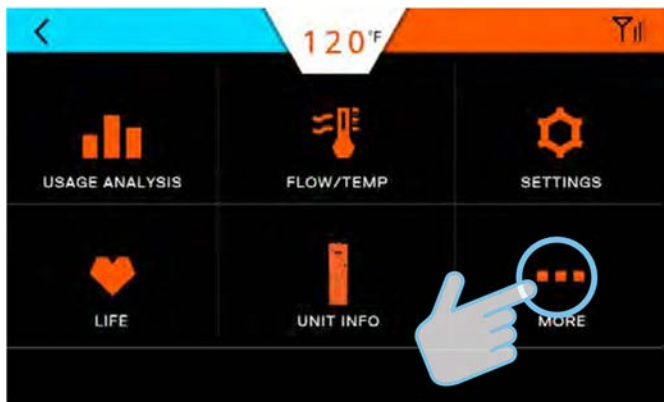 120°F
USAGE ANALYSIS
FLOW/TEMP
SETTINGS
LIFE
UNIT INFO
MORE